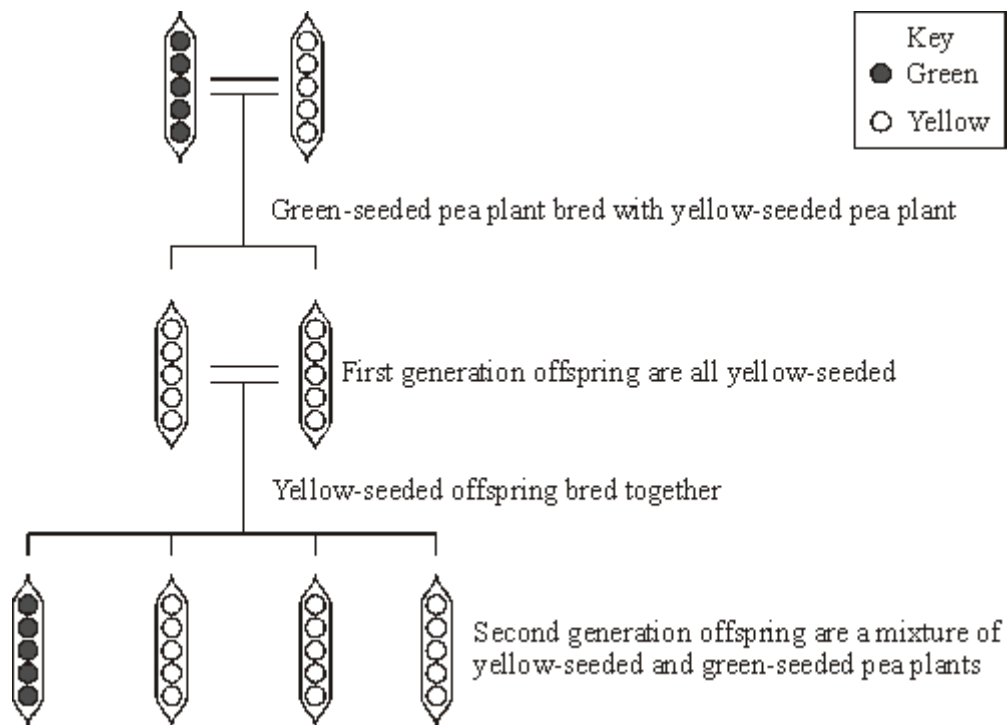 Key
Green
Yellow
Green-seeded pea plant bred with yellow-seeded pea plant
First generation offspring are all yellow-seeded
Yellow-seeded offspring bred together
Second generation offspring are a mixture of
yellow-seeded and green-seeded pea plants